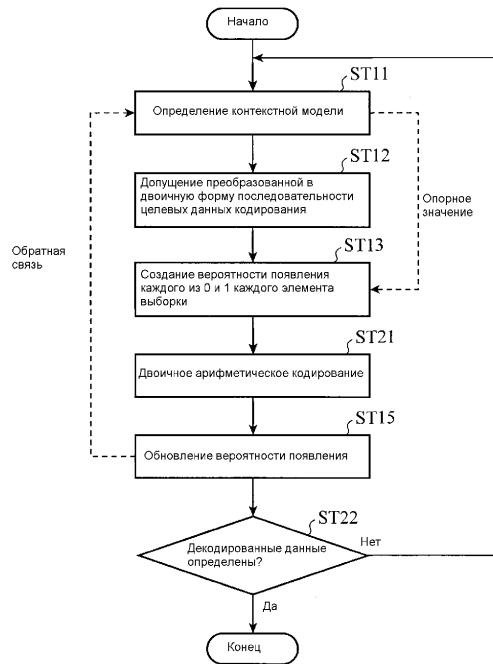 Начало
ST11
Определение контекстной модели
ST12
Допущение преобразованной в
двоичную форму последовательности
целевых данных кодирования
Опорное
значение
ST13
Обратная
связь
Создание вероятности появления
каждого из 0 и 1 каждого элемента
выборки
ST21
Двоичное арифметическое кодирование
ST15
Обновление вероятности появления
ST22
Декодированные данные
определены?
Нет
Да
Конец